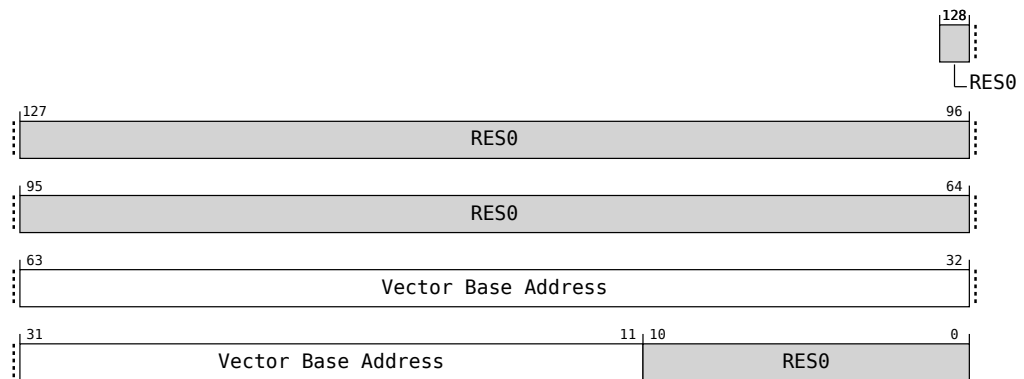 128
RES0
127 96
RES0
95 64
RES0
63 32
Vector Base Address
31 11 10 0
Vector Base Address RES0